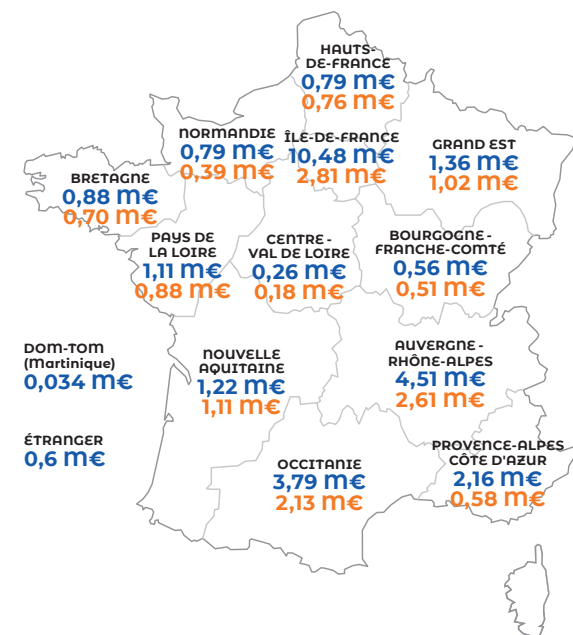 HAUTS-
DE-FRANCE
0,79 M€
0,76 M€
NORMANDIE
0,79 M€
0,39 M€
ÎLE-DE-FRANCE
10,48 M€
2,81 M€
GRAND EST
1,36 M€
1,02 M€
BRETAGNE
0,88 M€
0,70 M€
PAYS DE
LA LOIRE
1,11 M€
0,88 M€
CENTRE -
VAL DE LOIRE
0,26 M€
0,18 M€
BOURGOGNE -
FRANCHE-COMTÉ
0,56 M€
0,51 M€
DOM-TOM
(Martinique)
0,034 M€
NOUVELLE
AQUITAINE
1,22 M€
1,11 M€
AUVERGNE -
RHÔNE-ALPES
4,51 M€
2,61 M€
ÉTRANGER
0,6 M€
OCCITANIE
3,79 M€
2,13 M€
PROVENCE-ALPES
CÔTE D'AZUR
2,16 M€
0,58 M€